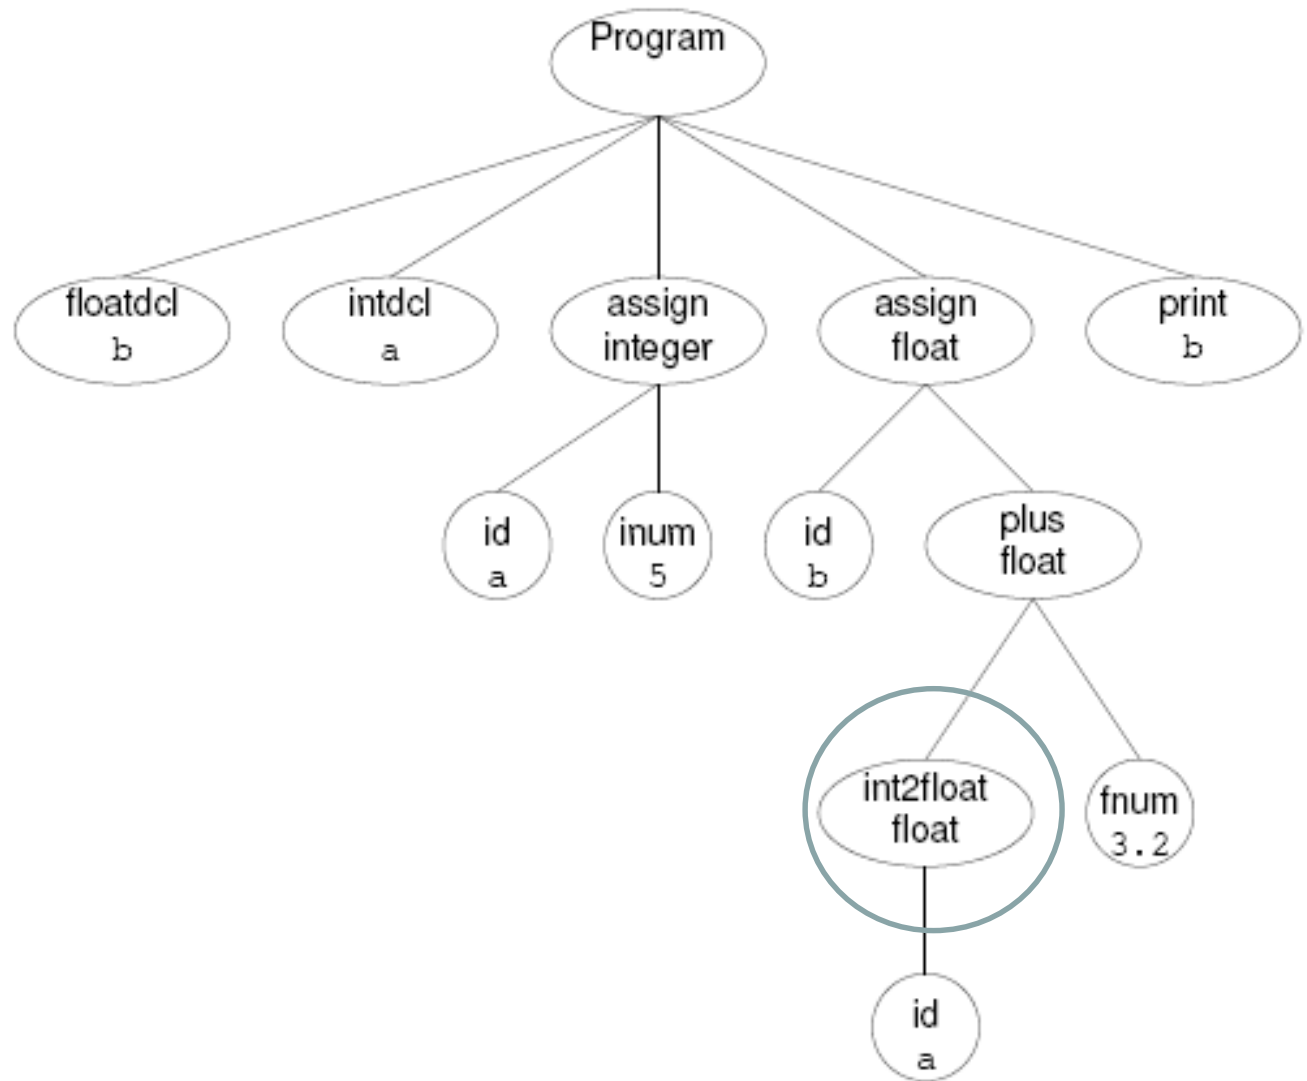 Program
floatdcl
b
intdcl
a
assign
integer
assign
float
print
b
id
a
inum
5
id
b
plus
float
int2float
float
fnum
3.2
id
a